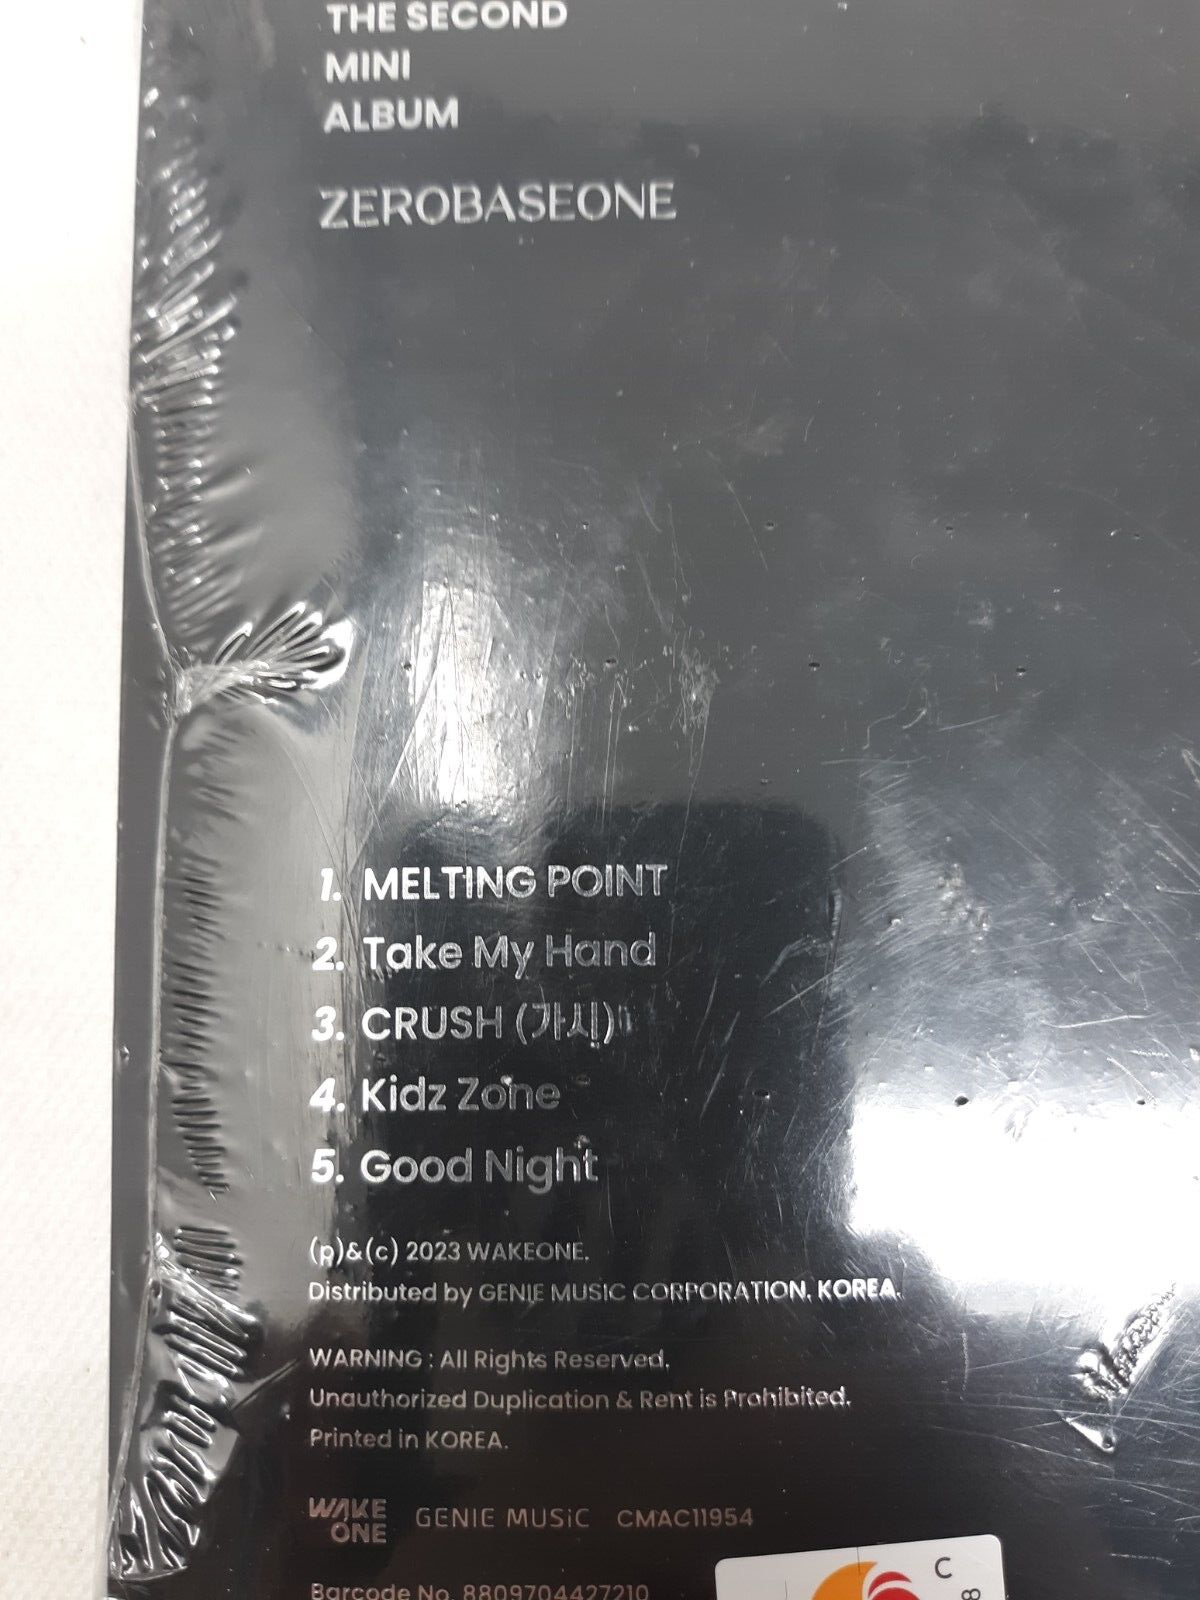 THE SECOND
MINI
ALBUM
ZEROBASEONE
1. MELTING POINT
2. Take My Hand
3. CRUSH (가시)
4. Kidz Zone
5. Good Night
(p)&(c) 2023 WAKEONE.
Distributed by GENIE MUSIC CORPORATION, KOREA.
WARNING : All Rights Reserved.
Unauthorized Duplication & Rent is Prohibited.
Printed in KOREA.
WAKE ONE GENIE MUSIC CMAC11954
Barcode No. 8809704427210
C
8